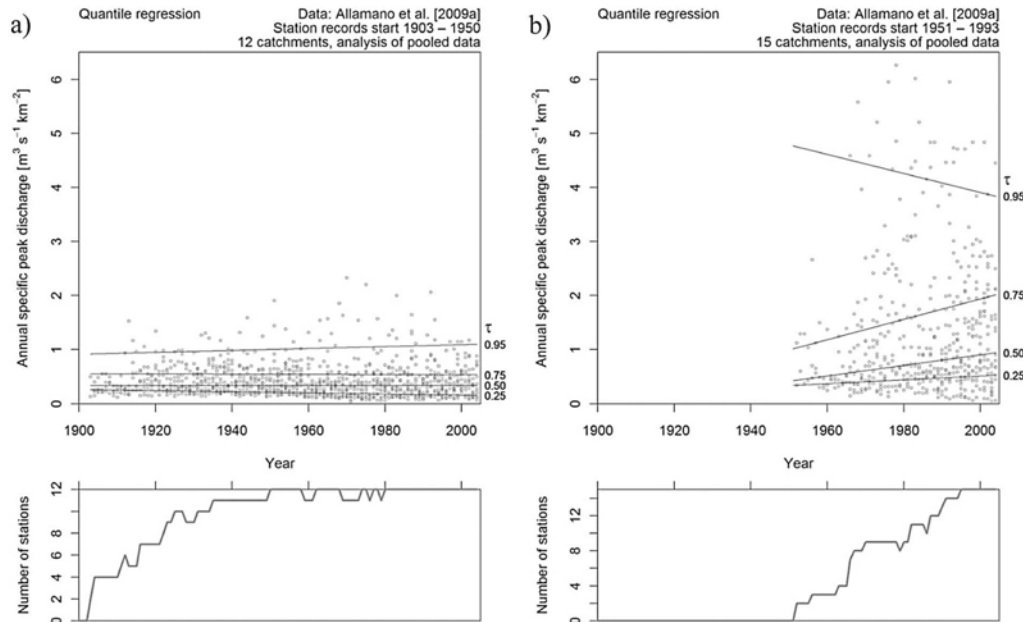 a)
Quantile regression
Data: Allamano et al. [2009a]
Station records start 1903 – 1950
12 catchments, analysis of pooled data
Annual specific peak discharge [m³ s⁻¹ km⁻²]
6
5
4
3
2
1
0
τ
0.95
0.75
0.50
0.25
1900 1920 1940 1960 1980 2000
Year
Number of stations
12
8
6
4
0
b)
Quantile regression
Data: Allamano et al. [2009a]
Station records start 1951 – 1993
15 catchments, analysis of pooled data
Annual specific peak discharge [m³ s⁻¹ km⁻²]
6
5
4
3
2
1
0
τ
0.95
0.75
0.50
0.25
1900 1920 1940 1960 1980 2000
Year
Number of stations
12
8
4
0